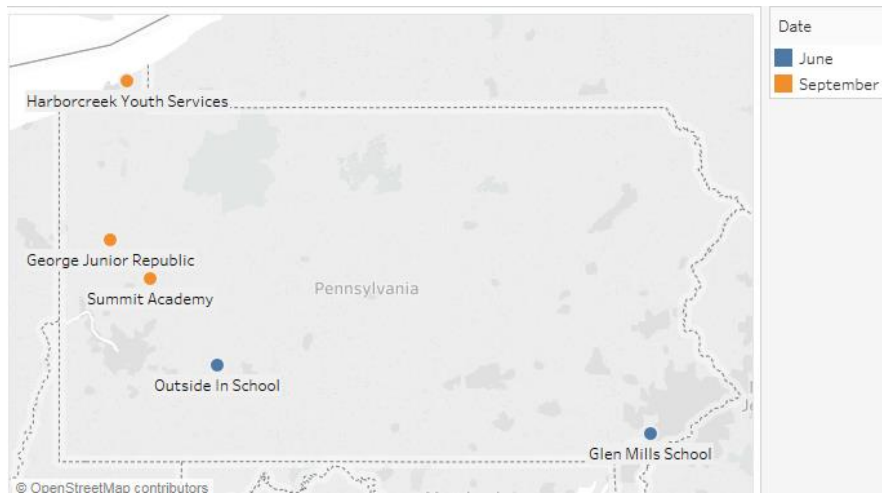 Date
June
September
Harborcreek Youth Services
George Junior Republic
Summit Academy
Pennsylvania
Outside In School
Glen Mills School
© OpenStreetMap contributors